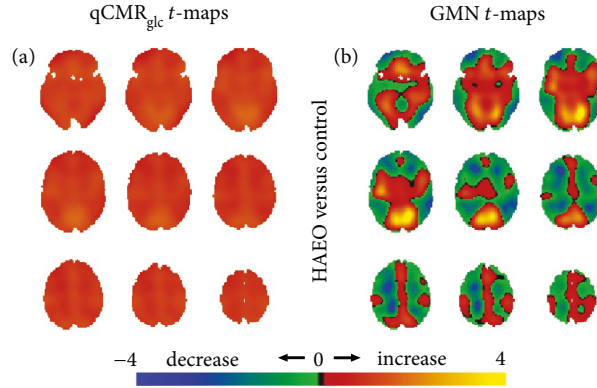 qCMRglc t-maps
GMN t-maps
(a)
(b)
HAEO versus control
−4 decrease 0 increase 4